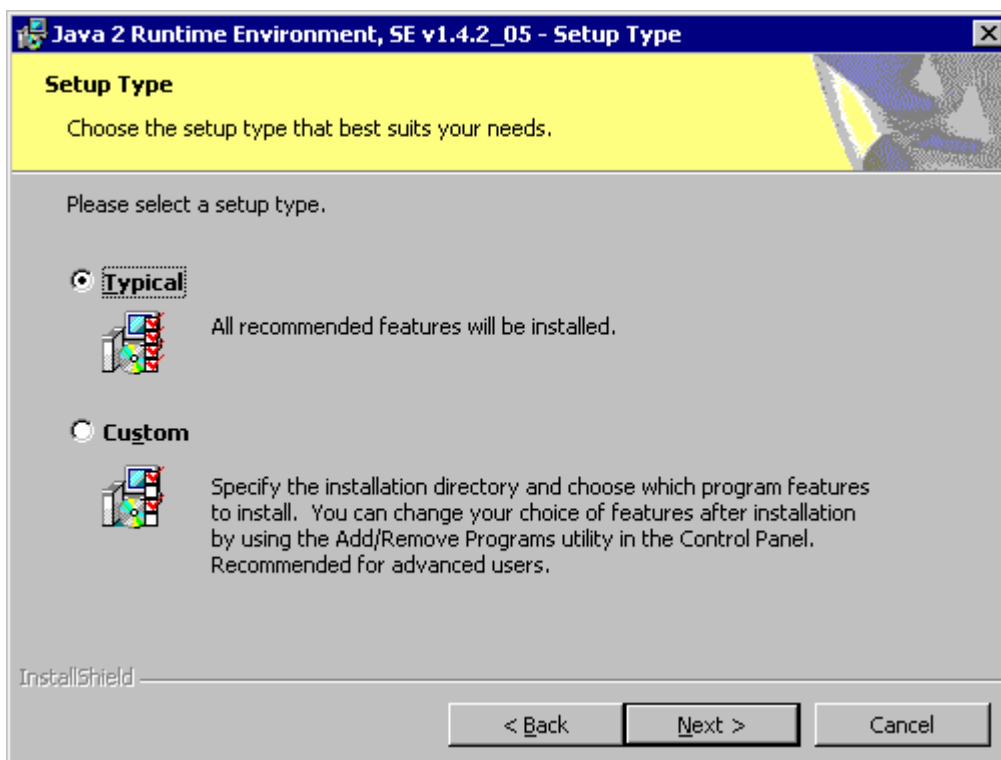 Java 2 Runtime Environment, SE v1.4.2_05 - Setup Type
Setup Type
Choose the setup type that best suits your needs.
Please select a setup type.
Typical
All recommended features will be installed.
Custom
Specify the installation directory and choose which program features
to install.  You can change your choice of features after installation
by using the Add/Remove Programs utility in the Control Panel.
Recommended for advanced users.
InstallShield
< Back
Next >
Cancel